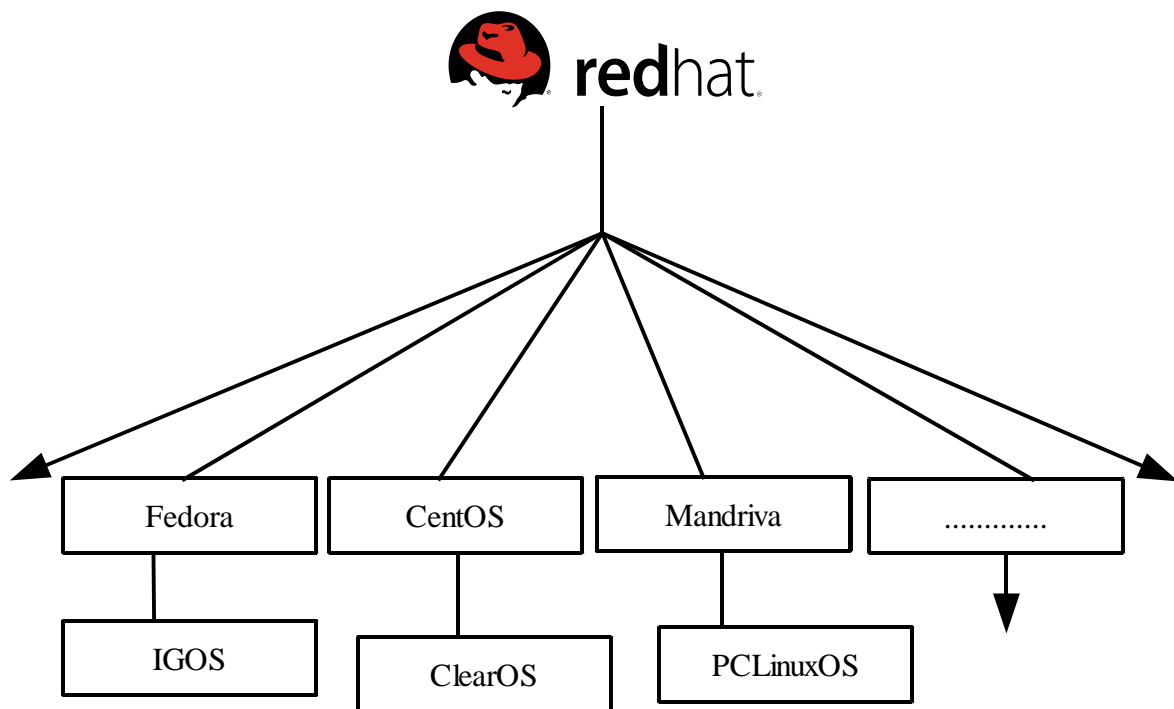 redhat.
Fedora
CentOS
Mandriva
.............
IGOS
ClearOS
PCLinuxOS